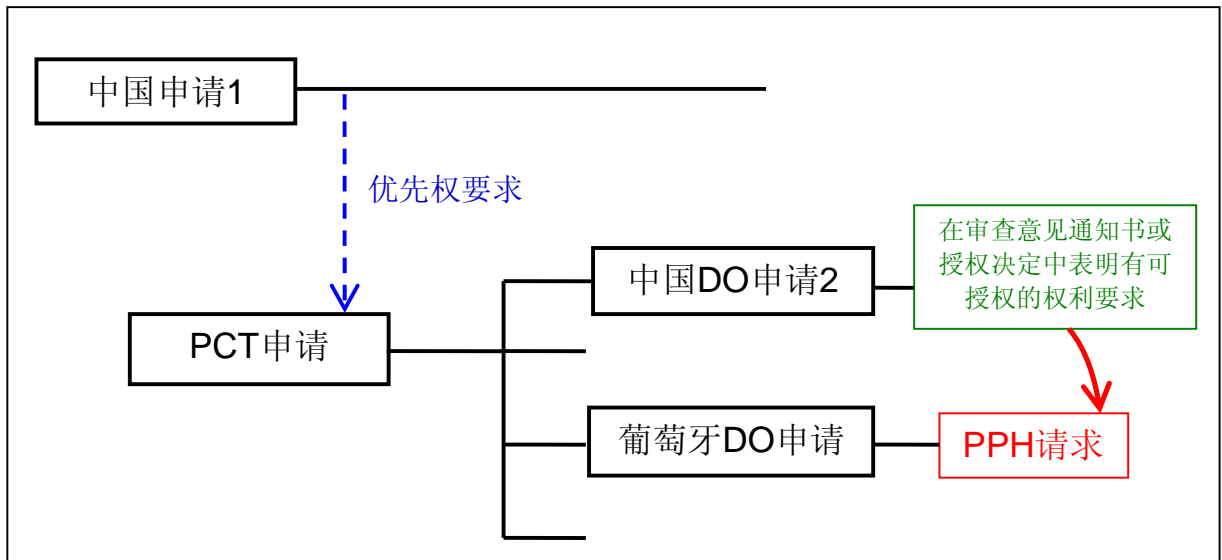 中国申请1
优先权要求
在审查意见通知书或
授权决定中表明有可
授权的权利要求
中国DO申请2
PCT申请
葡萄牙DO申请
PPH请求